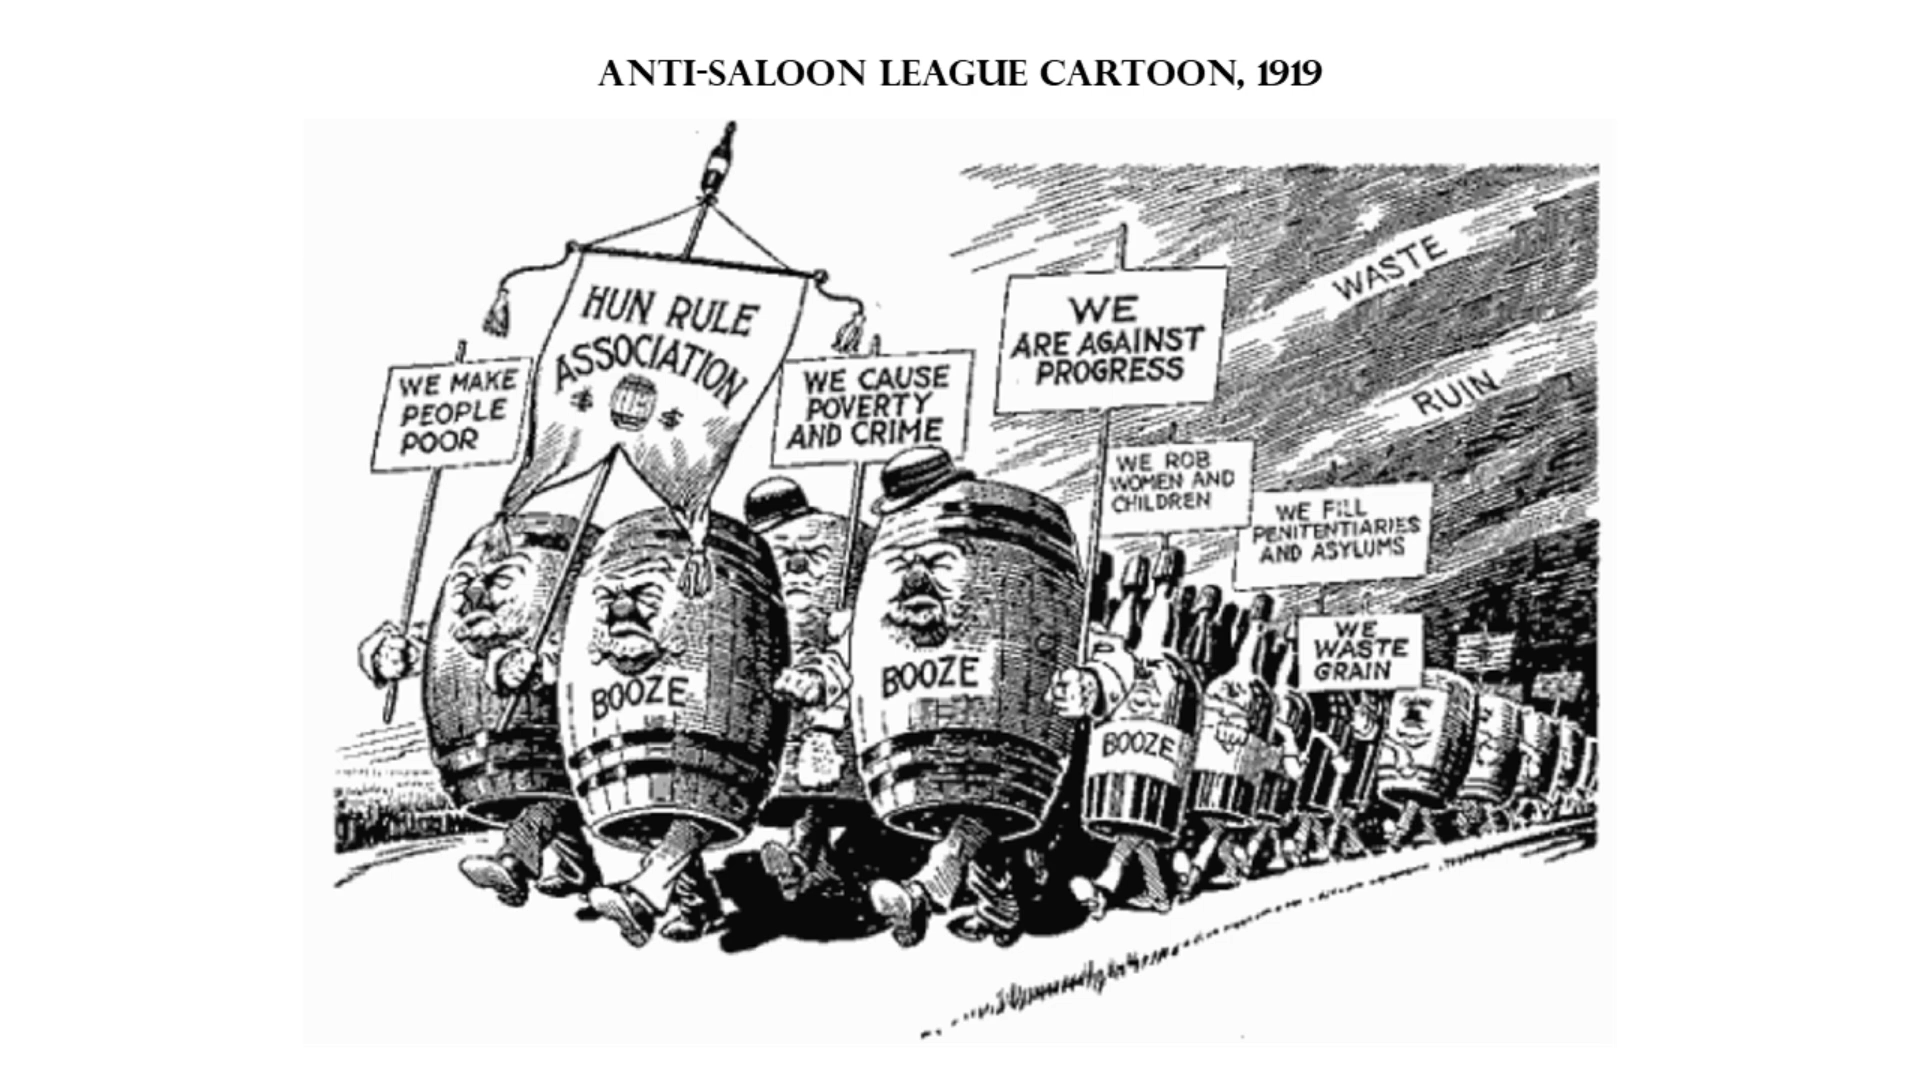 ANTI-SALOON LEAGUE CARTOON, 1919
WASTE
RUIN
HUN RULE
ASSOCIATION
$ $
WE MAKE
PEOPLE
POOR
WE CAUSE
POVERTY
AND CRIME
WE
ARE AGAINST
PROGRESS
WE ROB
WOMEN AND
CHILDREN
WE FILL
PENITENTIARIES
AND ASYLUMS
WE
WASTE
GRAIN
BOOZE
BOOZE
BOOZE